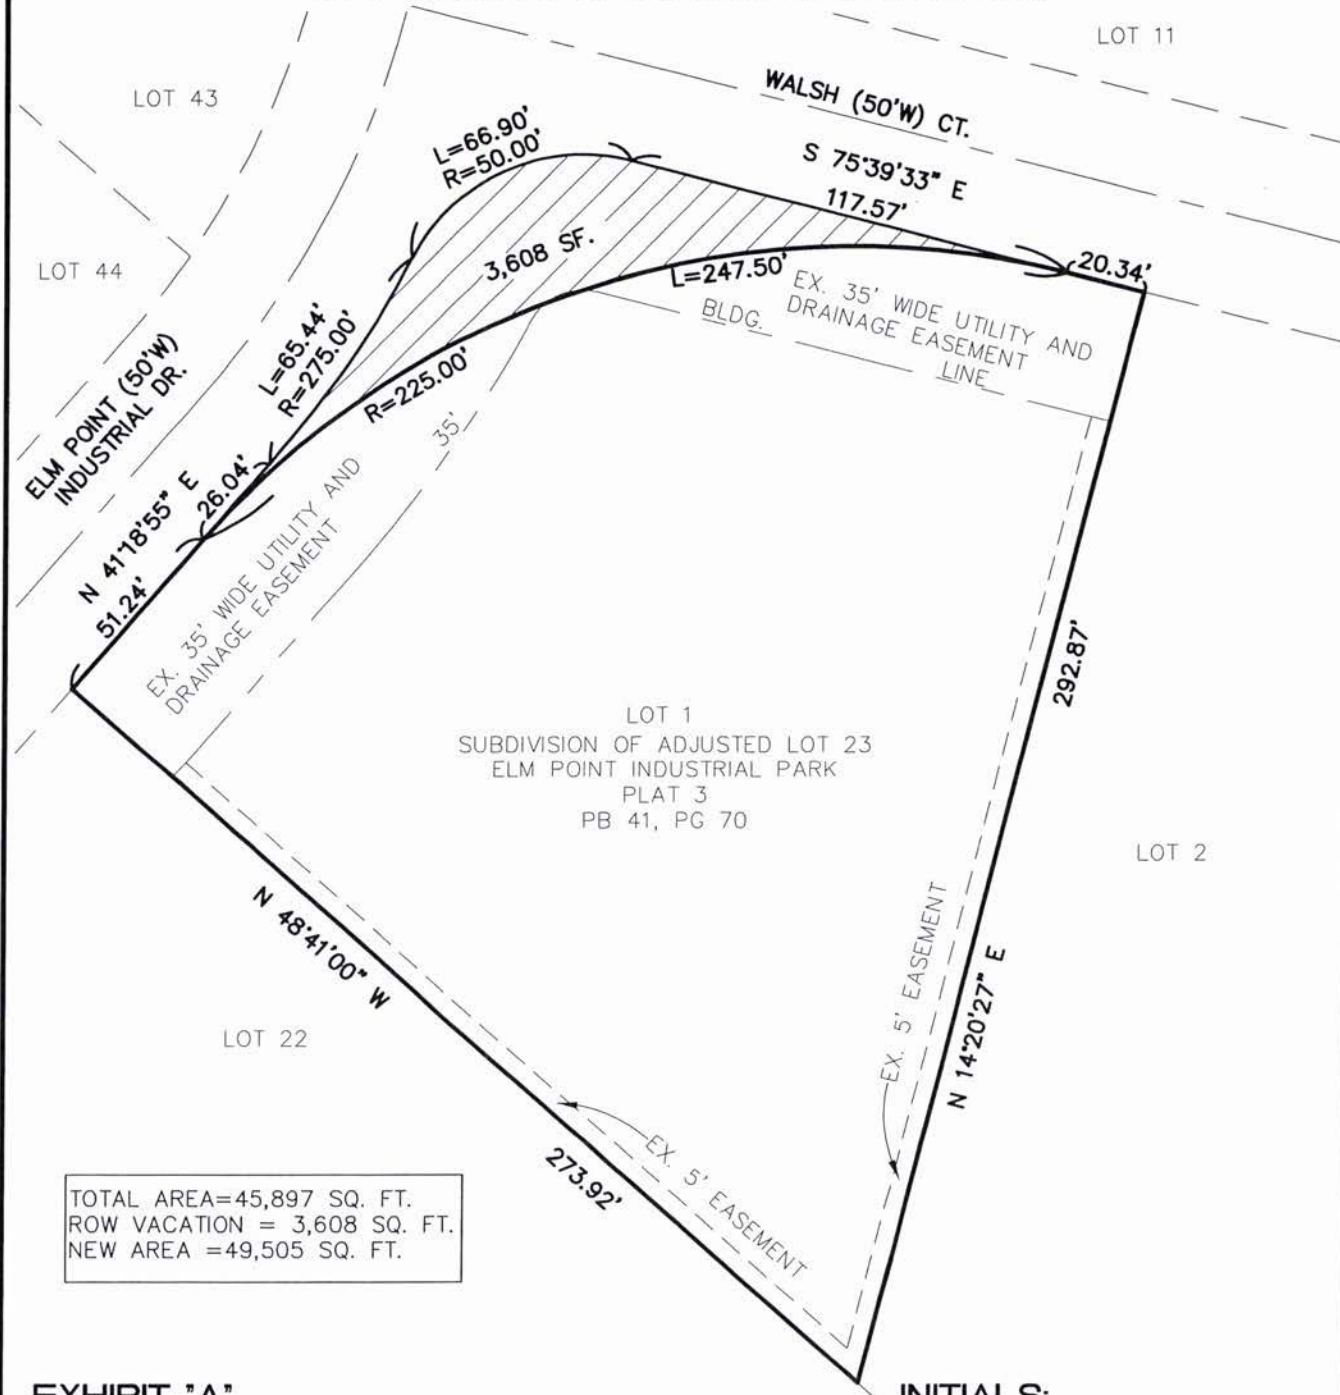 LOT 11
LOT 43
WALSH (50'W) CT.
L=66.90'
R=50.00'
S 75°39'33" E
117.57'
3,608 SF.
LOT 44
20.34'
L=247.50'
EX. 35' WIDE UTILITY AND
DRAINAGE EASEMENT
BLDG. LINE
L=65.44'
R=275.00'
R=225.00'
ELM POINT (50'W)
INDUSTRIAL DR.
35'
N 41°18'55" E
26.04'
51.24'
EX. 35' WIDE UTILITY AND
DRAINAGE EASEMENT
292.87'
LOT 1
SUBDIVISION OF ADJUSTED LOT 23
ELM POINT INDUSTRIAL PARK
PLAT 3
PB 41, PG 70
LOT 2
N 48°41'00" W
EX. 5' EASEMENT
N 14°20'27" E
LOT 22
EX. 5' EASEMENT
273.92'
TOTAL AREA=45,897 SQ. FT.
ROW VACATION = 3,608 SQ. FT.
NEW AREA =49,505 SQ. FT.
EXHIBIT "A"
INITIALS: